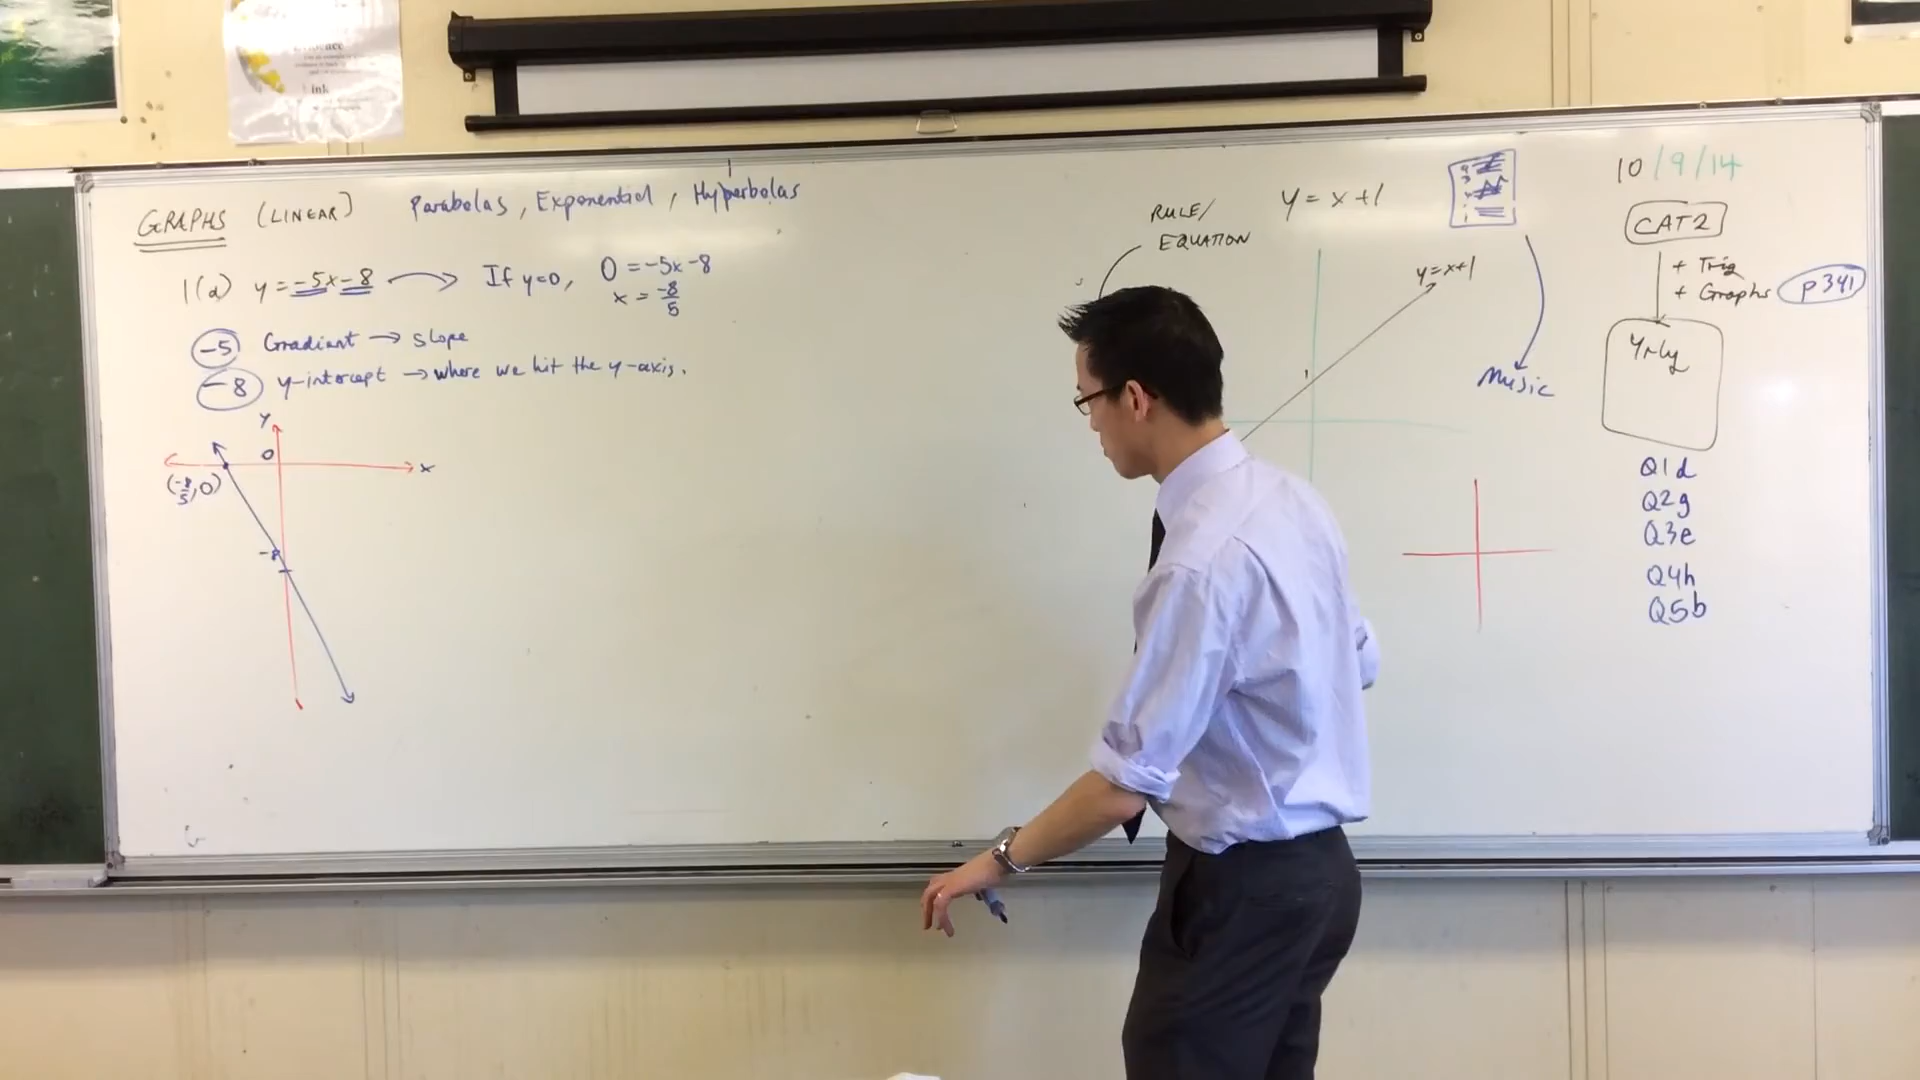 GRAPHS (LINEAR) Parabolas, Exponential, Hyperbolas
1(d) y = -5x - 8 → If y=0, 0 = -5x - 8
x = -8/5
-5 Gradient → slope
-8 y-intercept → where we hit the y-axis.
y
0
x
(-8/5, 0)
-8
RULE/
EQUATION
y = x + 1
y = x + 1
1
Music
10/9/14
CAT2
+ Trig
+ Graphs p341
Yrly
Q1d
Q2g
Q3e
Q4h
Q5b
ink